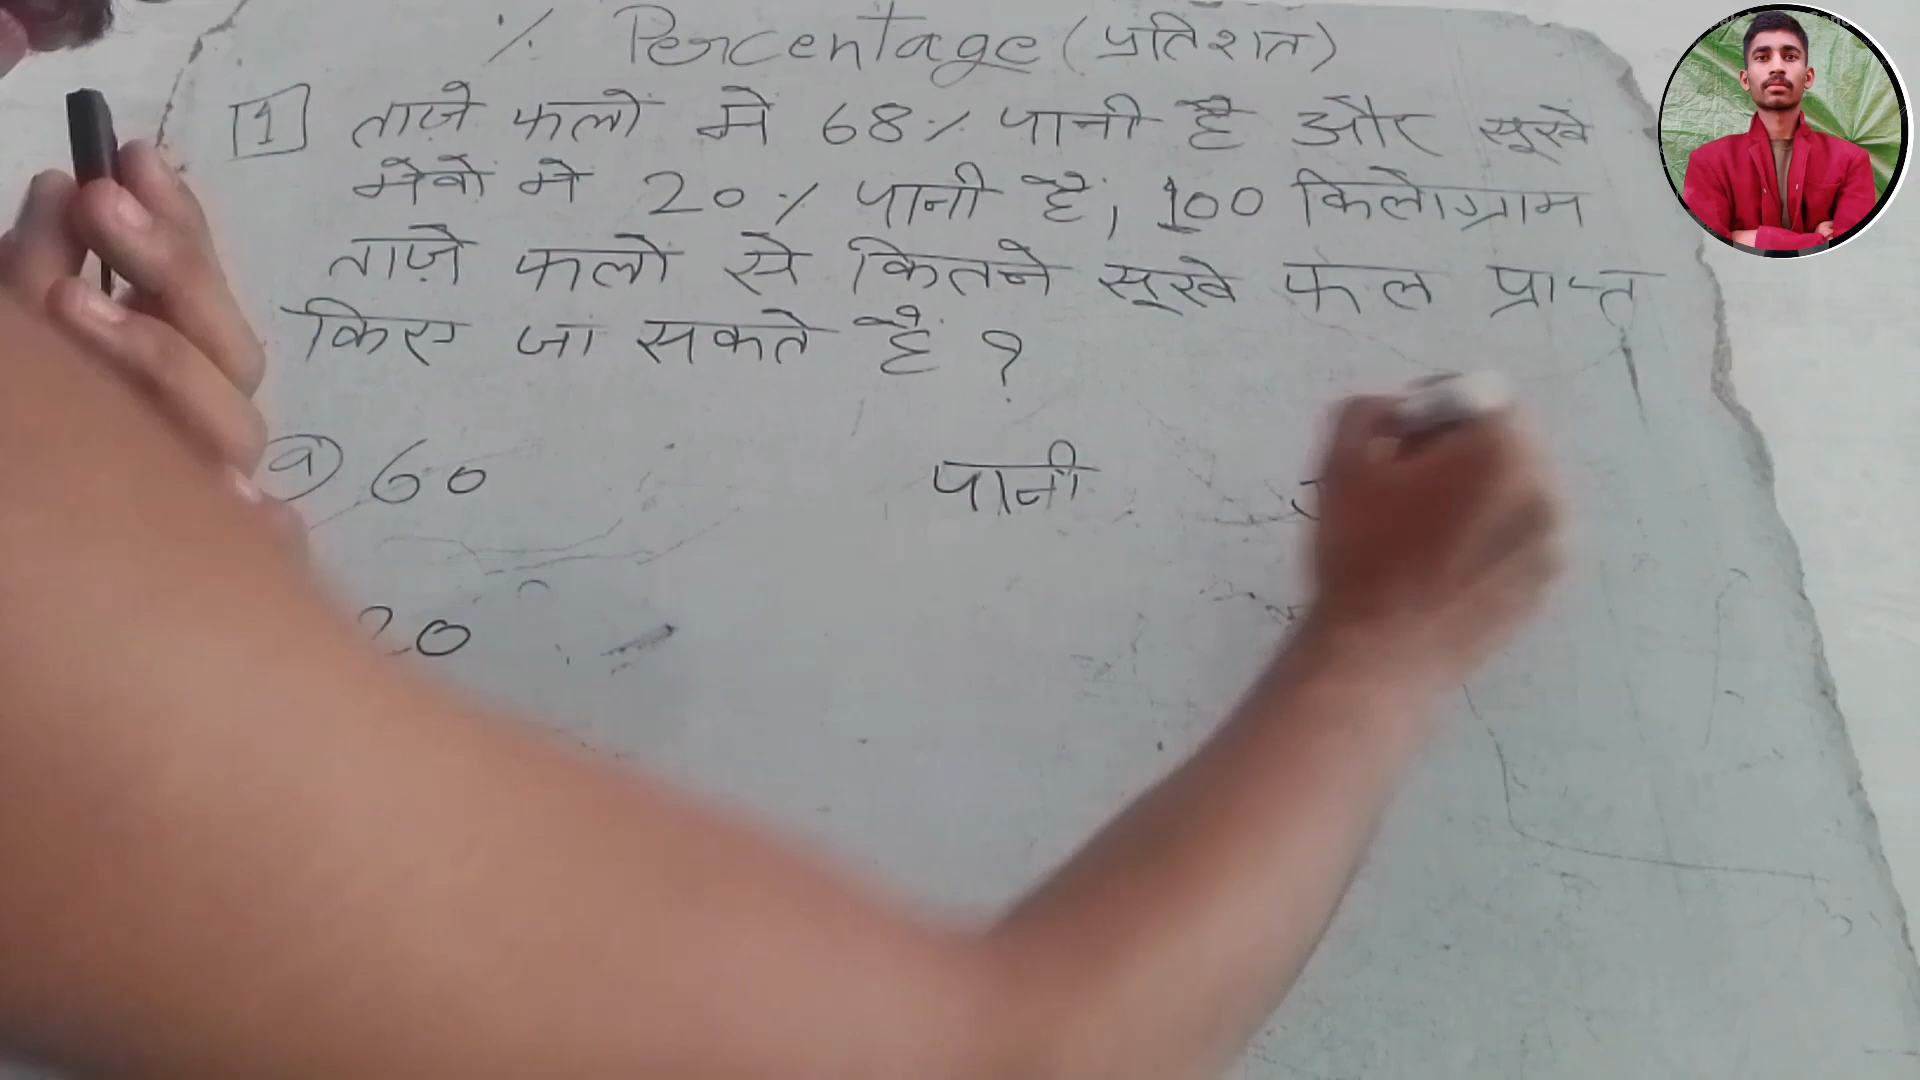 % Percentage (प्रतिशत)
1 ताज़े फलों में 68% पानी है और सूखे
मेवों में 20% पानी है, 100 किलोग्राम
ताज़े फलों से कितने सूखे फल प्राप्त
किए जा सकते हैं ?
a 60
पानी
20